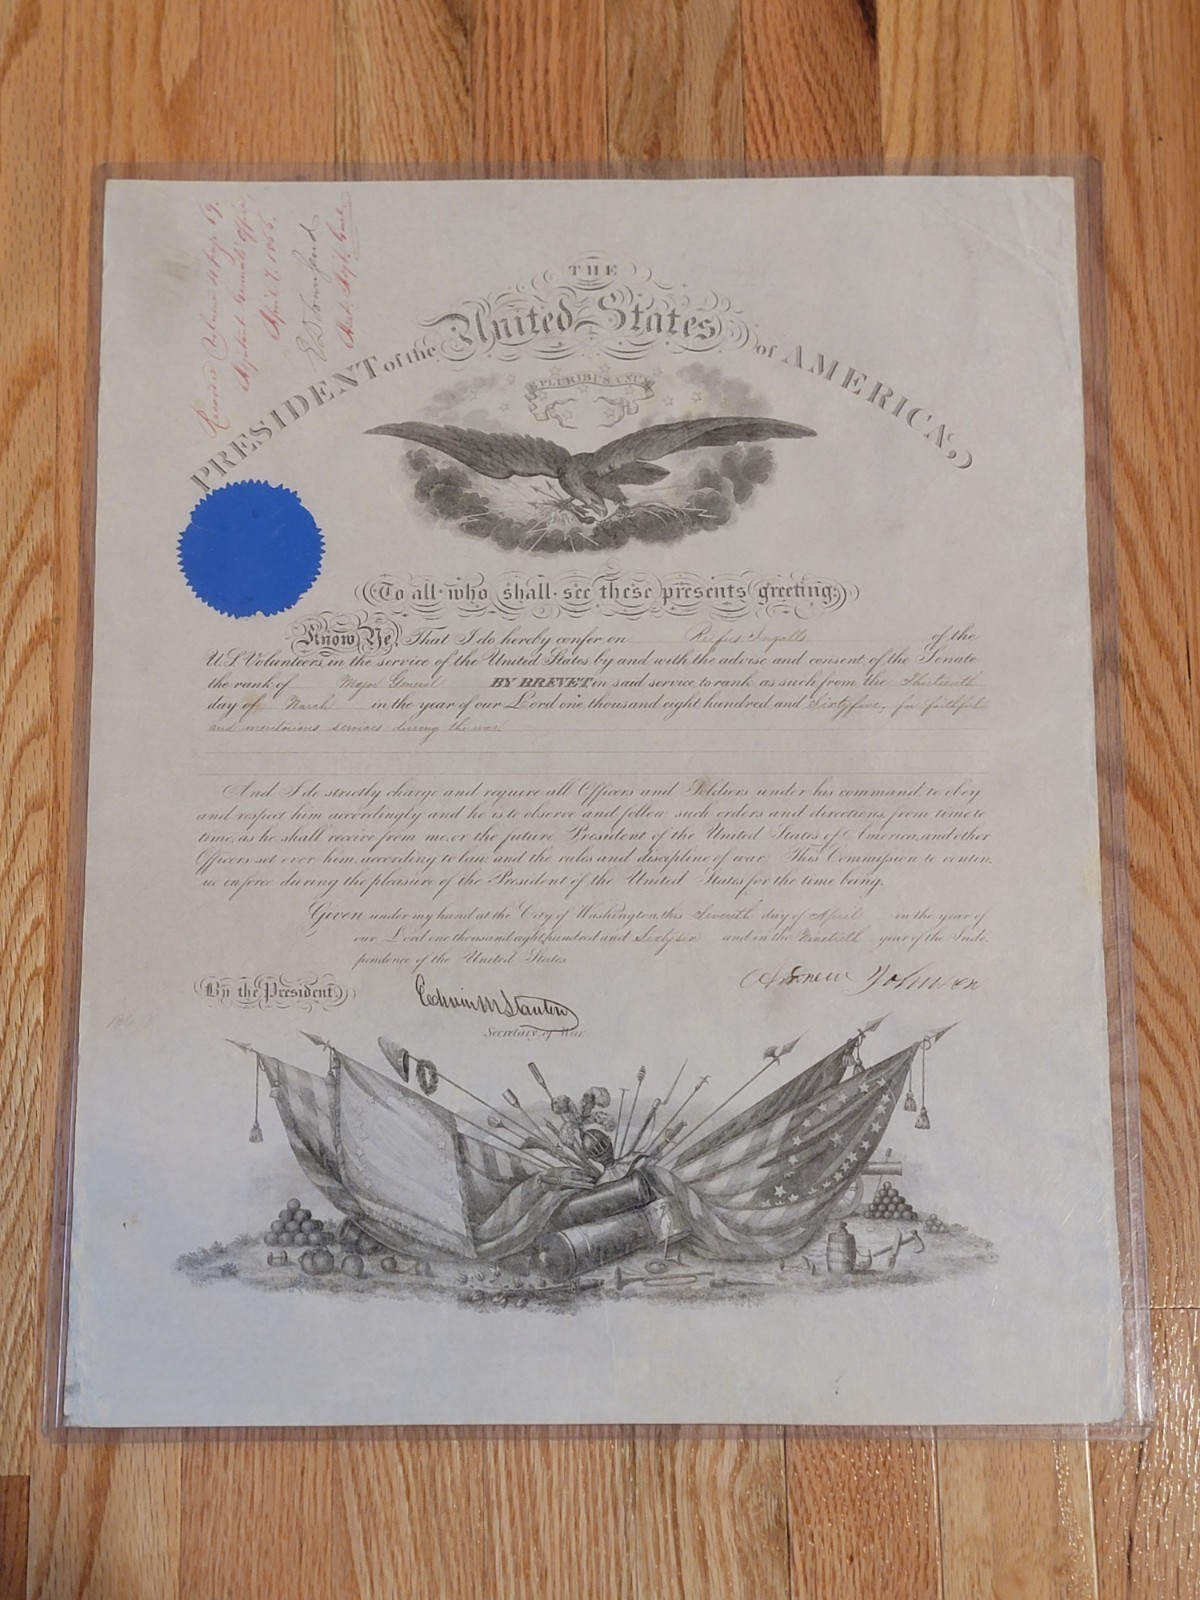 Recorded Volume 4 Page 19.
Adjutant General's Office
April 7. 1866.
E D Townsend
Asst. Adjt. Genl.
THE
PRESIDENT of the United States of AMERICA,
E PLURIBUS UNUM
To all who shall see these presents greeting:
Know Ye, That I do hereby confer on Rufus Ingalls of the
U.S. Volunteers, in the service of the United States, by and with the advise and consent of the Senate
the rank of Major General BY BREVET, in said service, to rank as such from the thirteenth
day of March in the year of our Lord one thousand eight hundred and Sixty five, for faithful
and meritorious services during the war.
And I do strictly charge and require all Officers and Soldiers under his command, to obey
and respect him accordingly and he is to observe and follow such orders and directions, from time to
time, as he shall receive from me, or the future President of the United States of America, and other
Officers set over him, according to law, and the rules and discipline of war. This Commission to contin-
ue in force during the pleasure of the President of the United States for the time being.
Given under my hand at the City of Washington, this Seventh day of April in the year of
our Lord one thousand eight hundred and Sixty six and in the Ninetieth year of the Inde-
pendence of the United States.
By the President,
Edwin M Stanton
Andrew Johnson
Secretary of War.